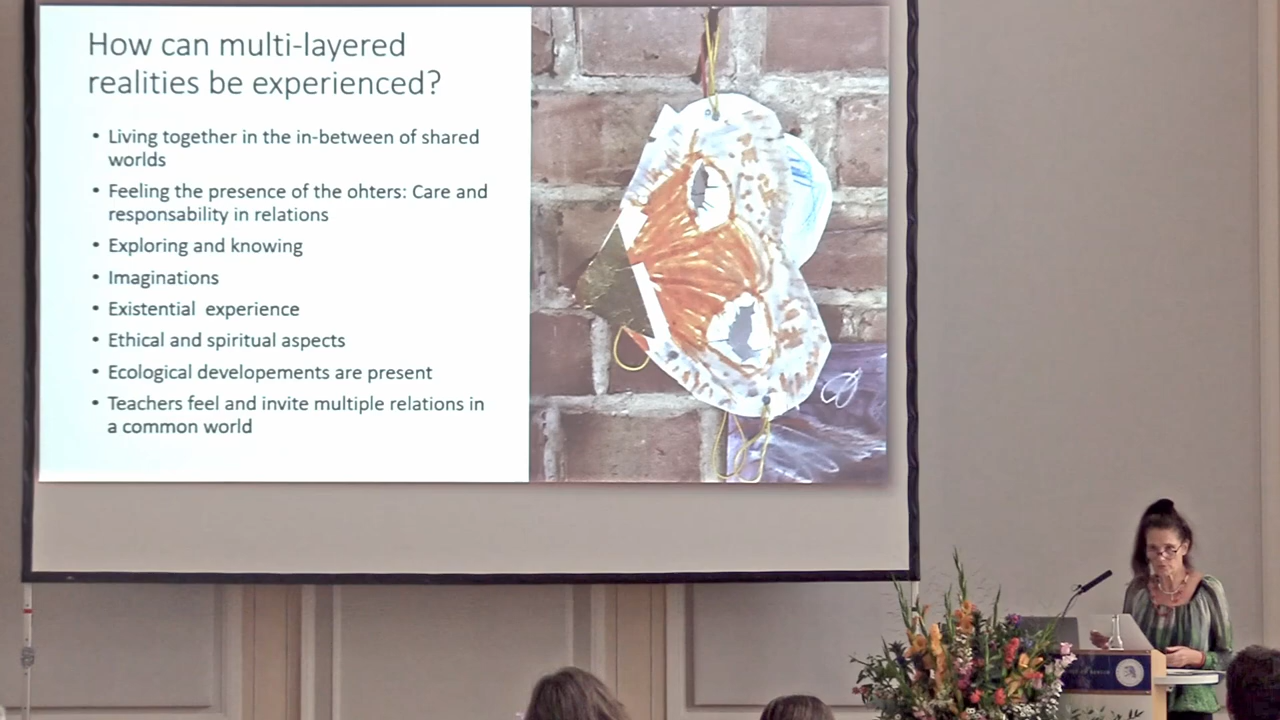 How can multi-layered
realities be experienced?
• Living together in the in-between of shared
worlds
• Feeling the presence of the ohters: Care and
responsability in relations
• Exploring and knowing
• Imaginations
• Existential experience
• Ethical and spiritual aspects
• Ecological developements are present
• Teachers feel and invite multiple relations in
a common world